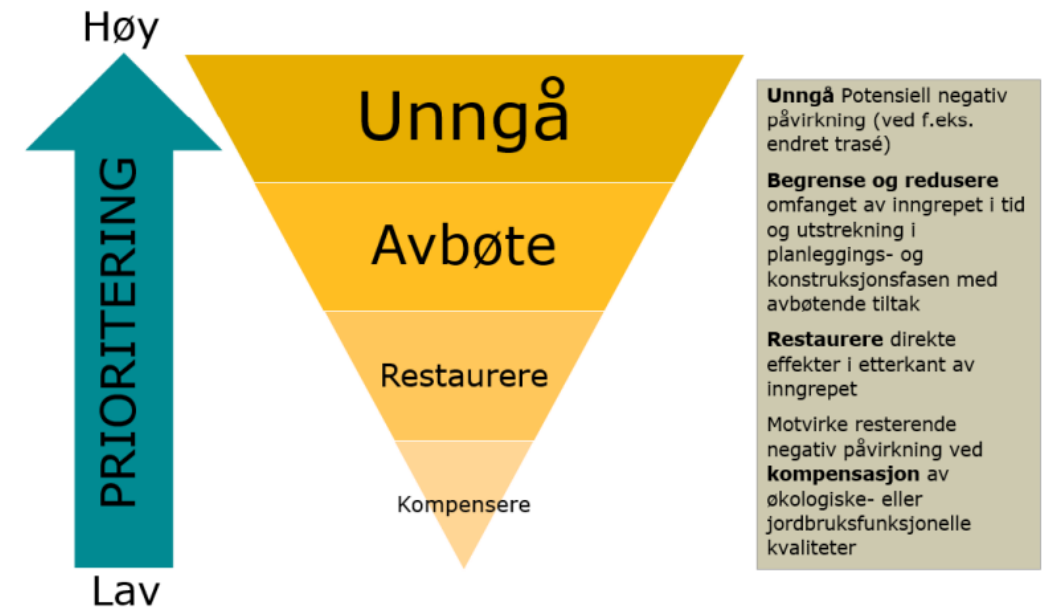 Høy
PRIORITERING
Lav
Unngå
Avbøte
Restaurere
Kompensere
Unngå Potensiell negativ
påvirkning (ved f.eks.
endret trasé)
Begrense og redusere
omfanget av inngrepet i tid
og utstrekning i
planleggings- og
konstruksjonsfasen med
avbøtende tiltak
Restaurere direkte
effekter i etterkant av
inngrepet
Motvirke resterende
negativ påvirkning ved
kompensasjon av
økologiske- eller
jordbruksfunksjonelle
kvaliteter